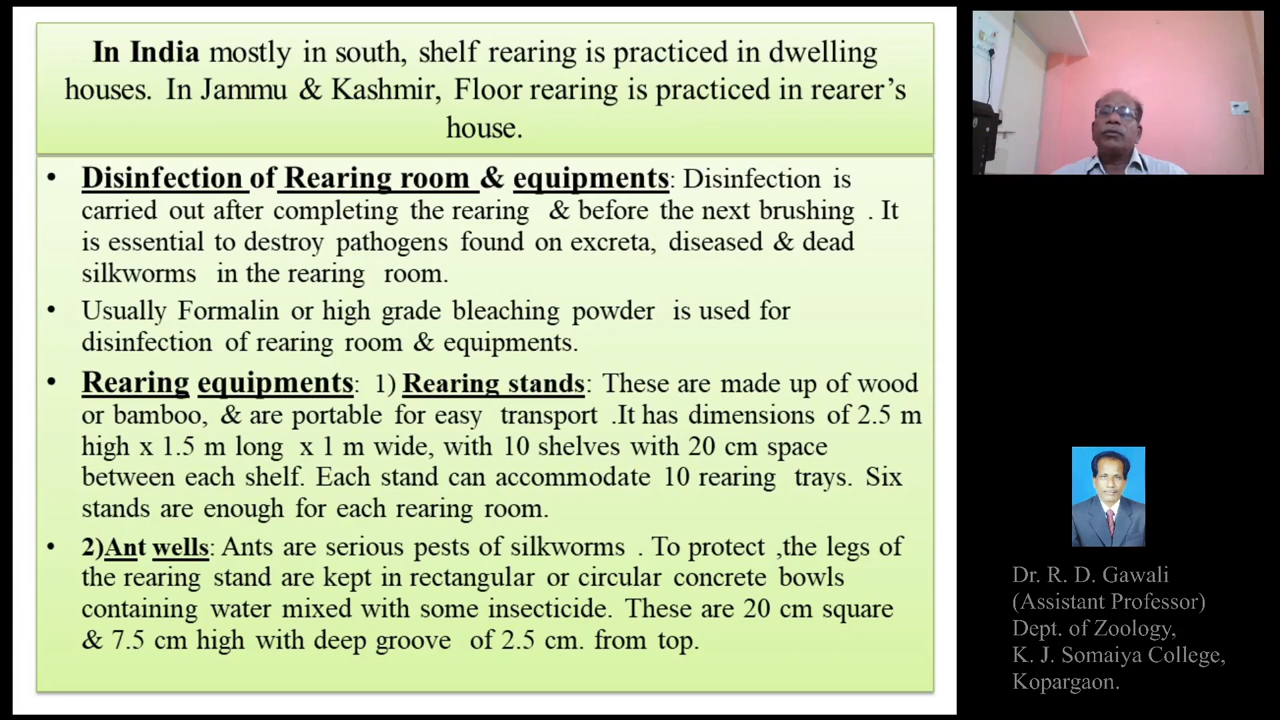 In India mostly in south, shelf rearing is practiced in dwelling
houses. In Jammu & Kashmir, Floor rearing is practiced in rearer’s
house.
• Disinfection of Rearing room & equipments: Disinfection is
carried out after completing the rearing & before the next brushing . It
is essential to destroy pathogens found on excreta, diseased & dead
silkworms in the rearing room.
• Usually Formalin or high grade bleaching powder is used for
disinfection of rearing room & equipments.
• Rearing equipments: 1) Rearing stands: These are made up of wood
or bamboo, & are portable for easy transport .It has dimensions of 2.5 m
high x 1.5 m long x 1 m wide, with 10 shelves with 20 cm space
between each shelf. Each stand can accommodate 10 rearing trays. Six
stands are enough for each rearing room.
• 2)Ant wells: Ants are serious pests of silkworms . To protect ,the legs of
the rearing stand are kept in rectangular or circular concrete bowls
containing water mixed with some insecticide. These are 20 cm square
& 7.5 cm high with deep groove of 2.5 cm. from top.
Dr. R. D. Gawali
(Assistant Professor)
Dept. of Zoology,
K. J. Somaiya College,
Kopargaon.